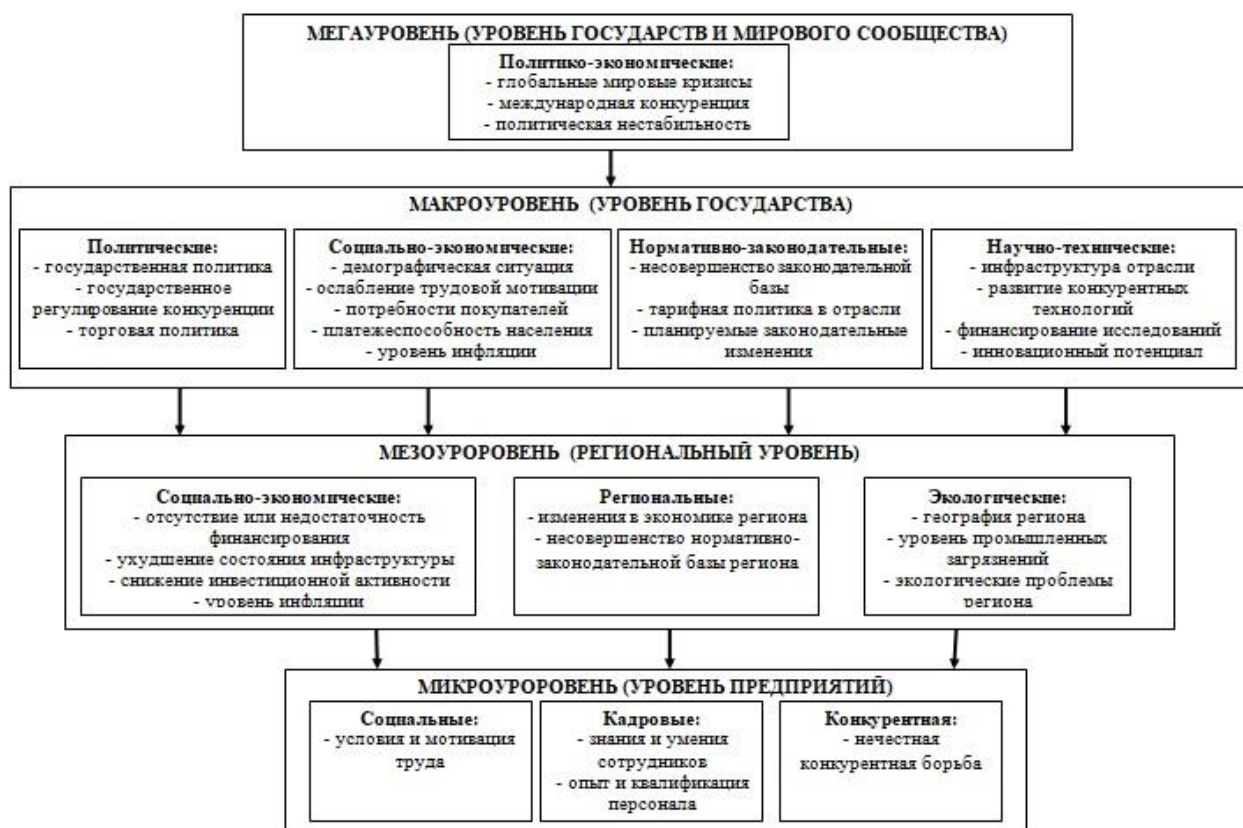 МЕГАУРОВЕНЬ (УРОВЕНЬ ГОСУДАРСТВ И МИРОВОГО СООБЩЕСТВА)
Политико-экономические:
- глобальные мировые кризисы
- международная конкуренция
- политическая нестабильность
МАКРОУРОВЕНЬ (УРОВЕНЬ ГОСУДАРСТВА)
Политические:
- государственная политика
- государственное
регулирование конкуренции
- торговая политика
Социально-экономические:
- демографическая ситуация
- ослабление трудовой мотивации
- потребности покупателей
- платежеспособность населения
- уровень инфляции
Нормативно-законодательные:
- несовершенство законодательной
базы
- тарифная политика в отрасли
- планируемые законодательные
изменения
Научно-технические:
- инфраструктура отрасли
- развитие конкурентных
технологий
- финансирование исследований
- инновационный потенциал
МЕЗОУРОРОВЕНЬ (РЕГИОНАЛЬНЫЙ УРОВЕНЬ)
Социально-экономические:
- отсутствие или недостаточность
финансирования
- ухудшение состояния инфраструктуры
- снижение инвестиционной активности
- уровень инфляции
Региональные:
- изменения в экономике региона
- несовершенство нормативно-
законодательной базы региона
Экологические:
- география региона
- уровень промышленных
загрязнений
- экологические проблемы
региона
МИКРОУРОРОВЕНЬ (УРОВЕНЬ ПРЕДПРИЯТИЙ)
Социальные:
- условия и мотивация
труда
Кадровые:
- знания и умения
сотрудников
- опыт и квалификация
персонала
Конкурентная:
- нечестная
конкурентная борьба